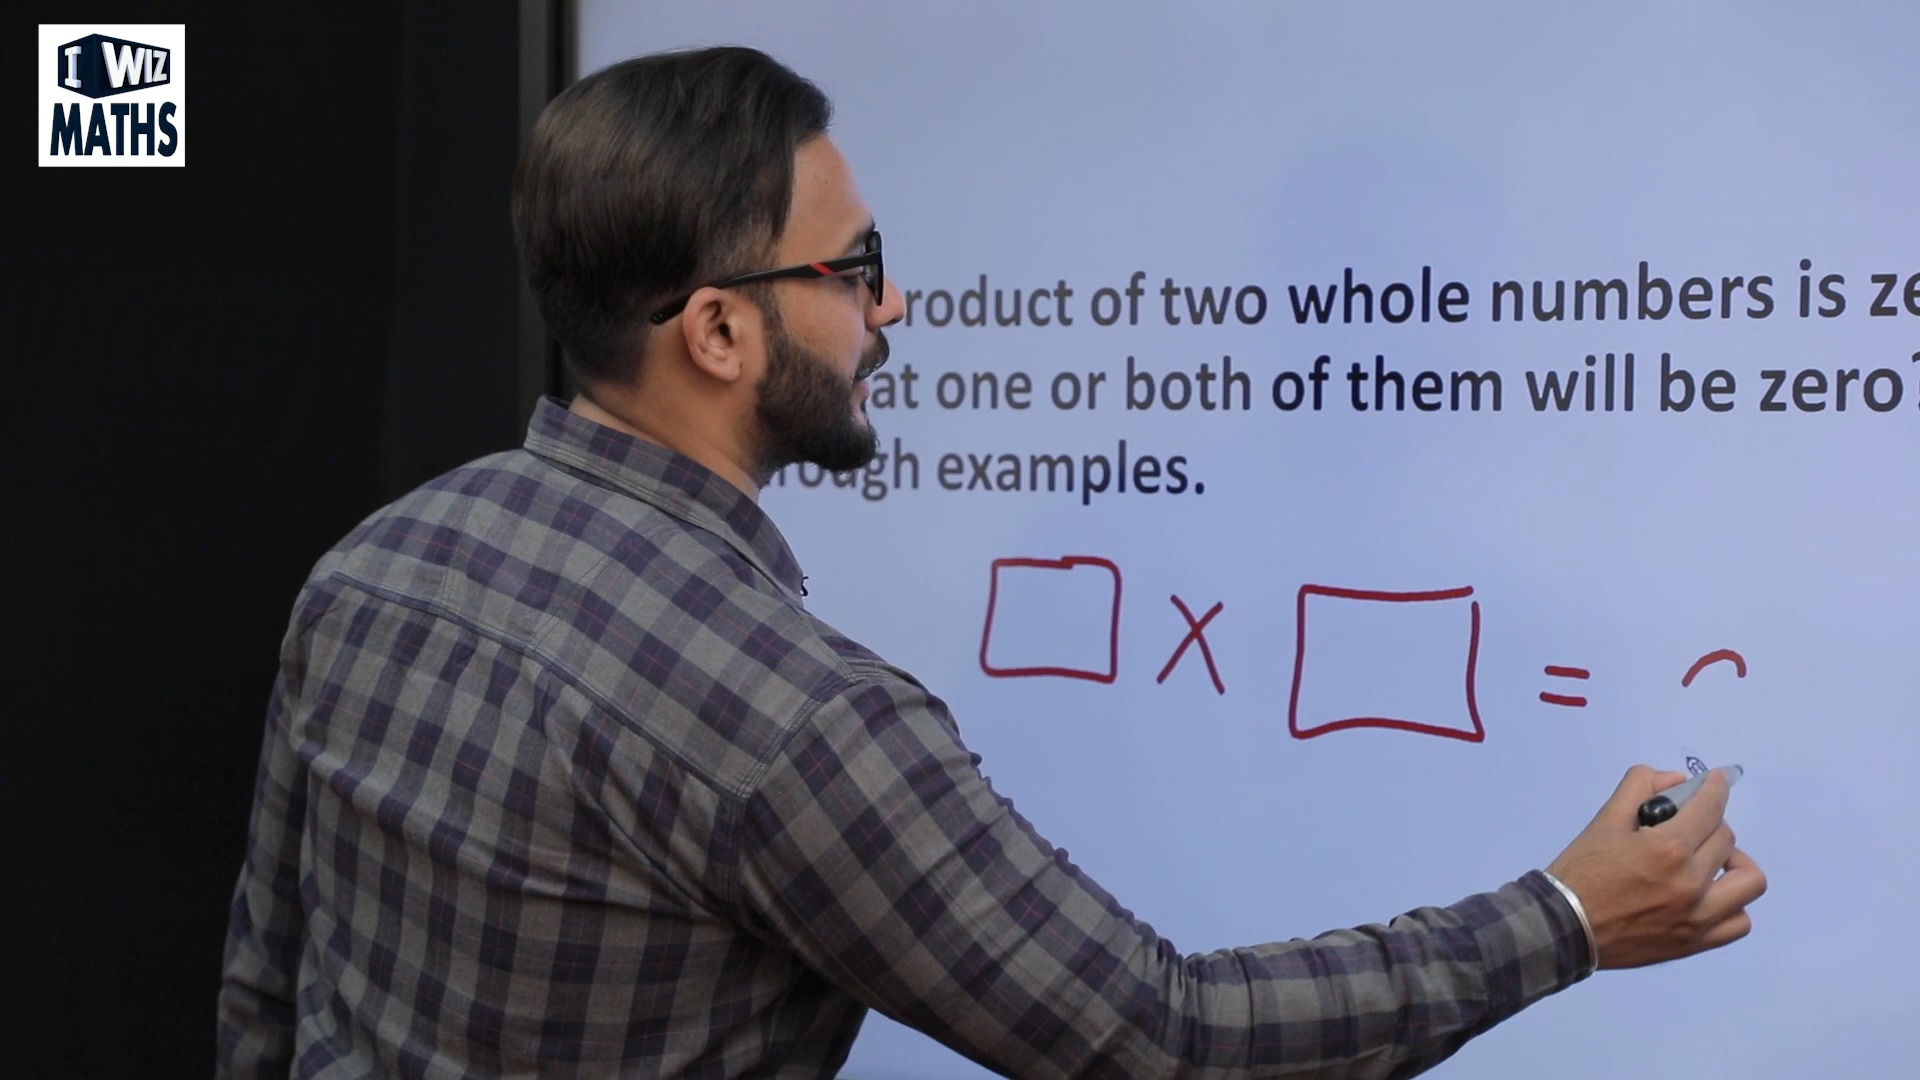 I WIZ
MATHS
roduct of two whole numbers is ze
at one or both of them will be zero?
rough examples.
X =